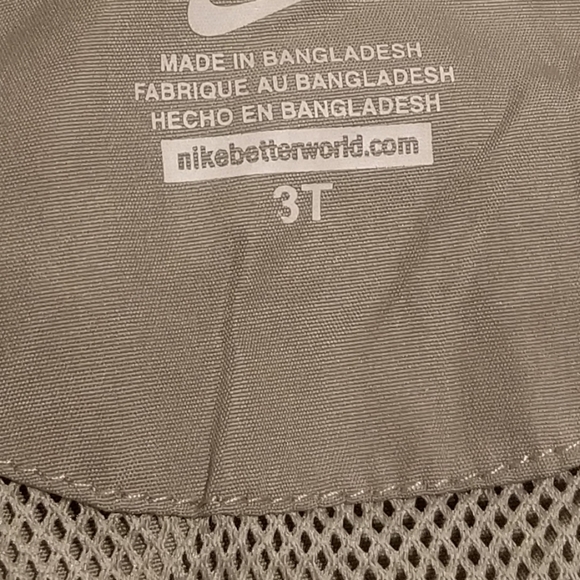 MADE IN BANGLADESH
FABRIQUE AU BANGLADESH
HECHO EN BANGLADESH
nikebetterworld.com
3T